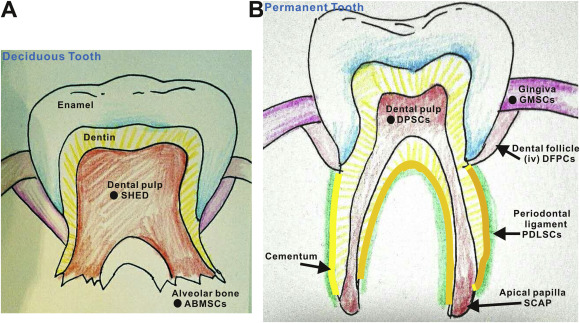 A
Deciduous Tooth
Enamel
Dentin
Dental pulp
SHED
Alveolar bone
ABMSCs
B
Permanent Tooth
Dental pulp
DPSCs
Gingiva
GMSCs
Dental follicle
(iv) DFPCs
Periodontal
ligament
PDLSCs
Cementum
Apical papilla
SCAP